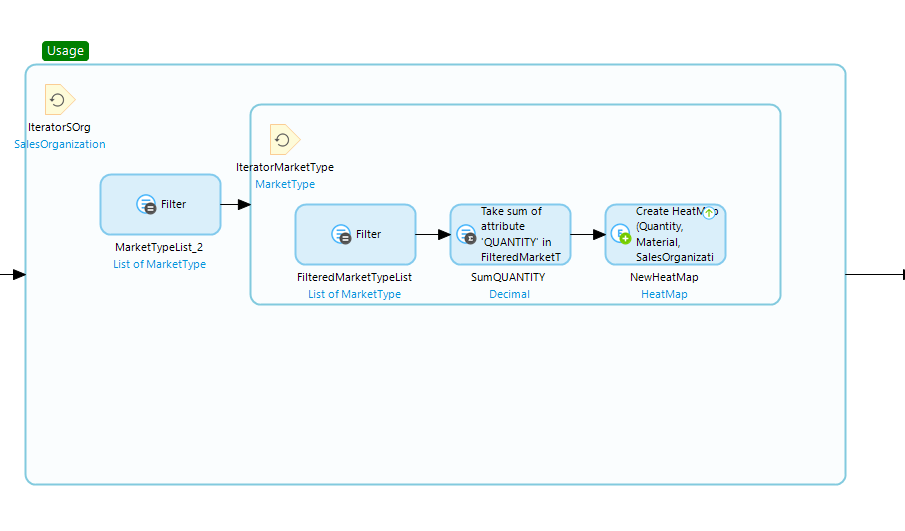 Usage
IteratorSOrg
SalesOrganization
IteratorMarketType
MarketType
Filter
MarketTypeList_2
List of MarketType
Filter
FilteredMarketTypeList
List of MarketType
Take sum of
attribute
'QUANTITY' in
FilteredMarketT
SumQUANTITY
Decimal
Create HeatMap
(Quantity,
Material,
SalesOrganizati
NewHeatMap
HeatMap